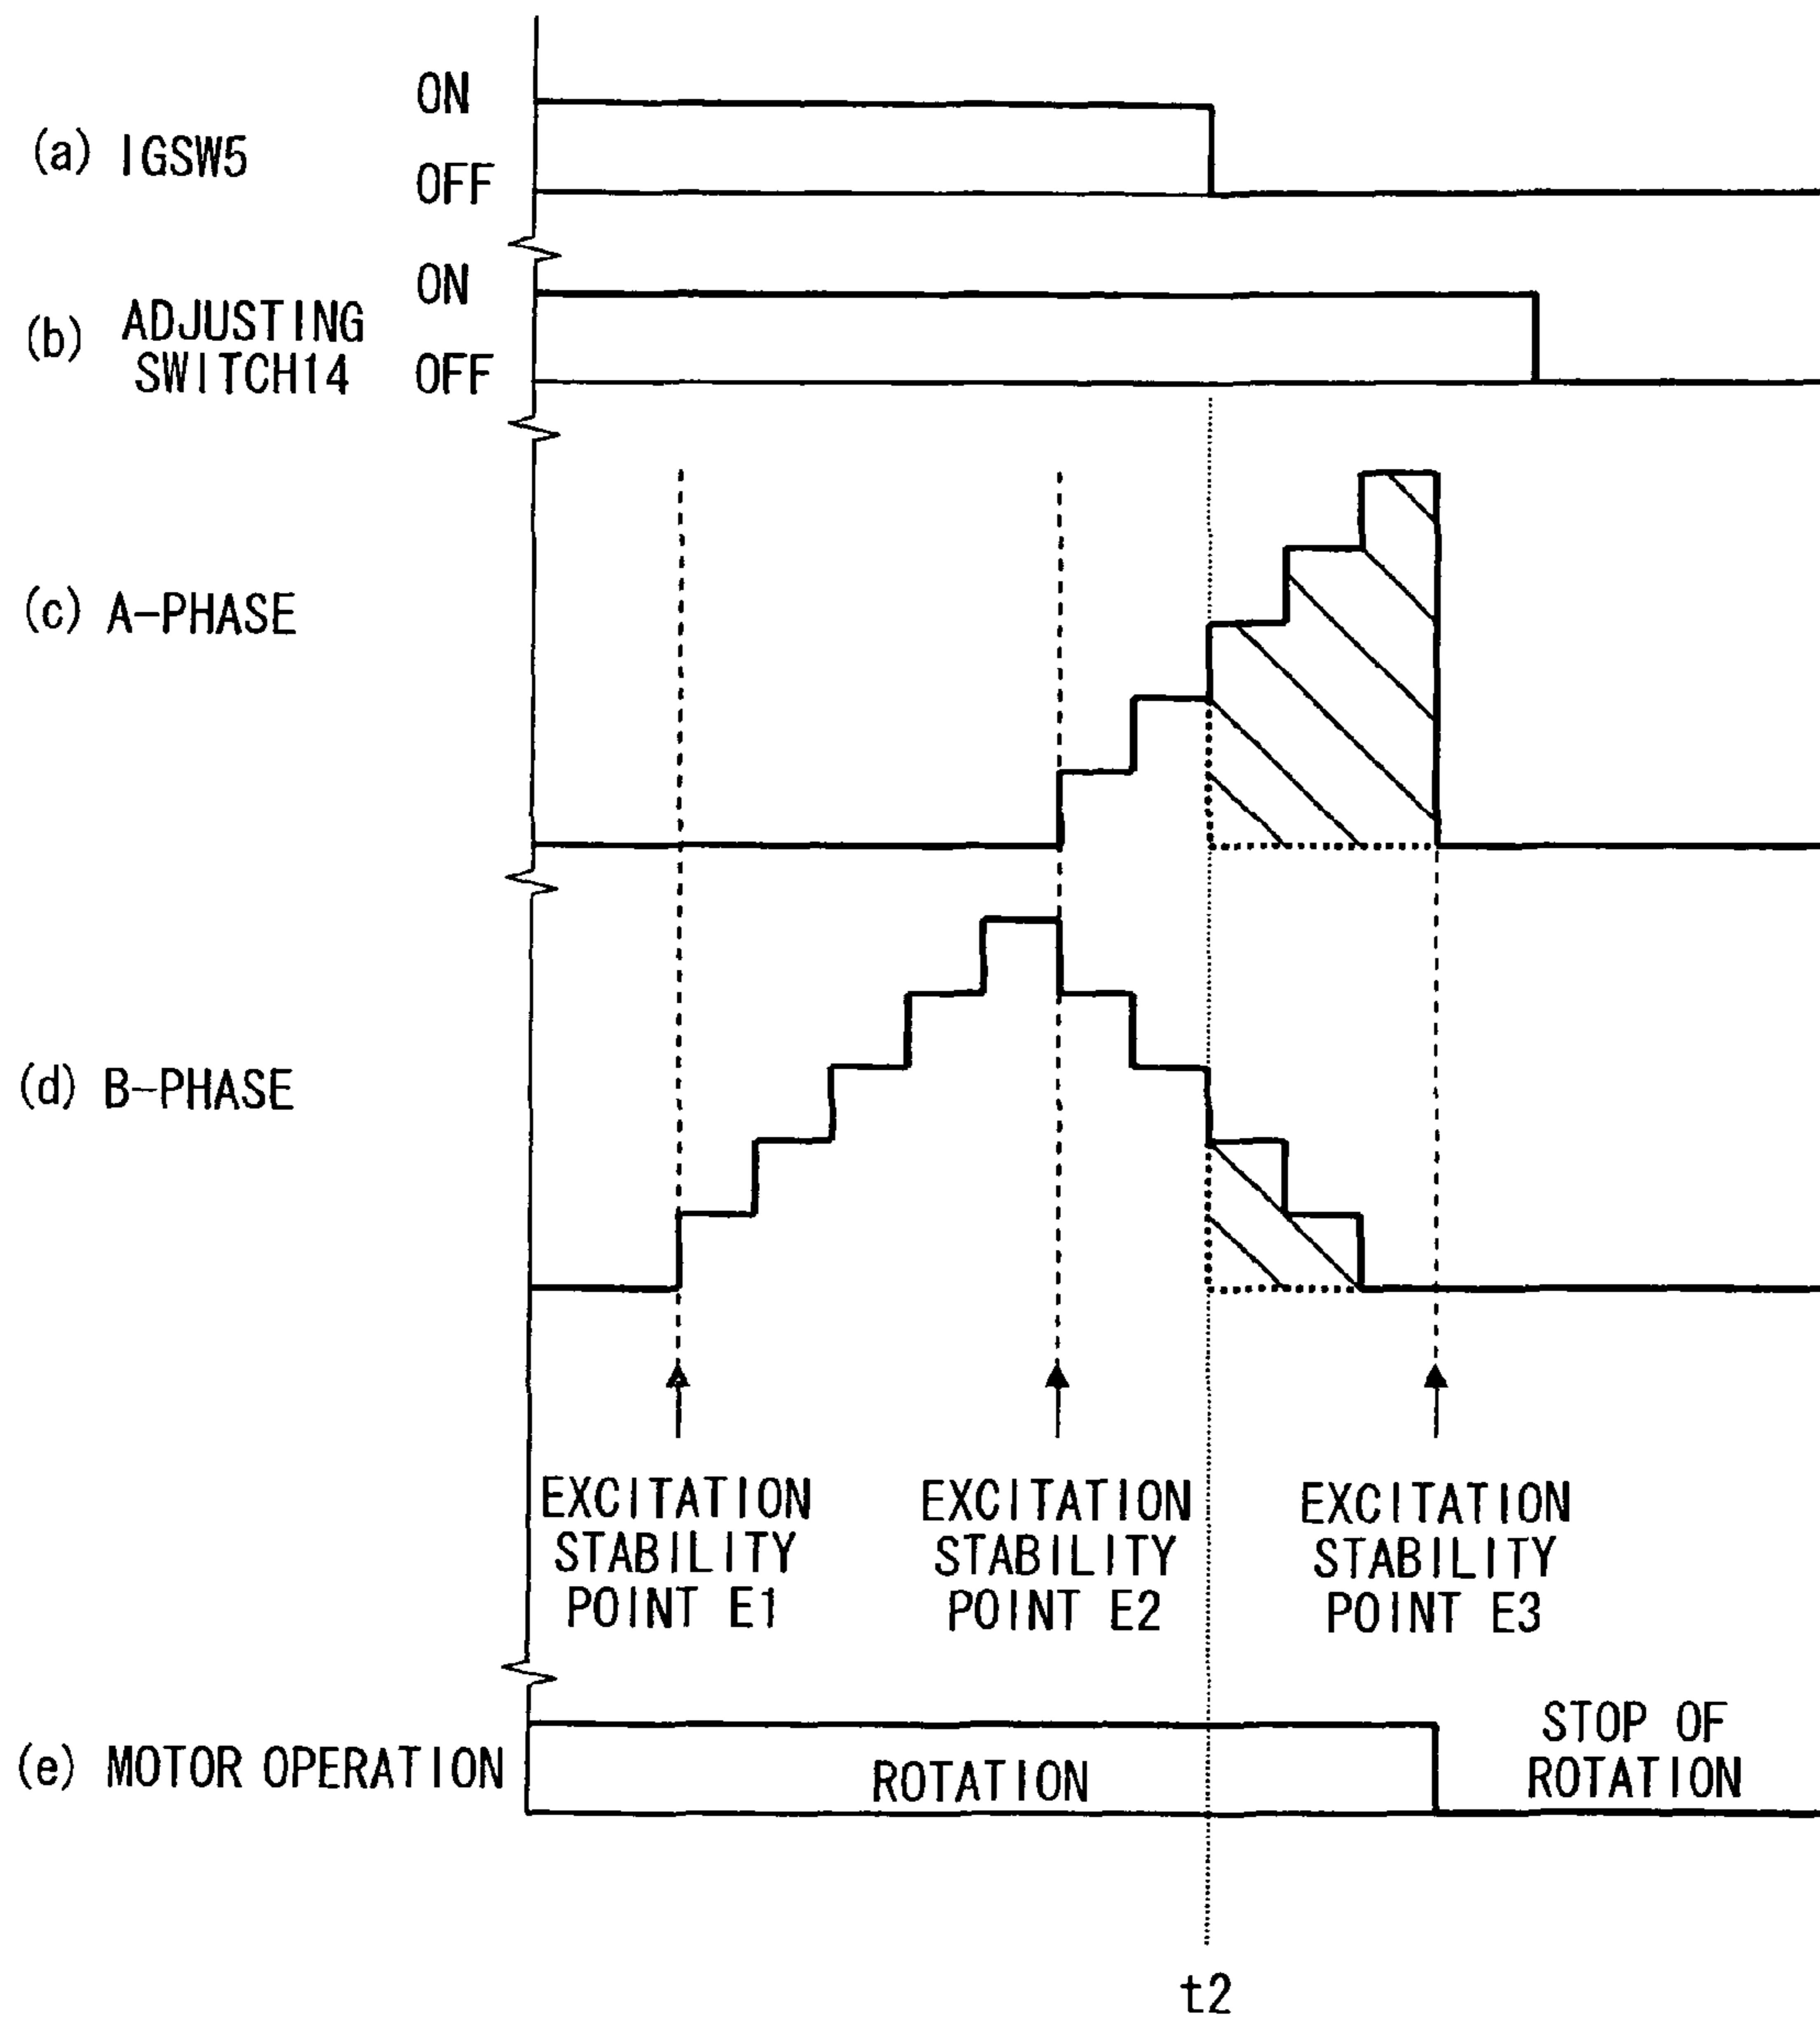 ON
(a) IGSW5
OFF
ON
(b) ADJUSTING
SWITCH14
OFF
(c) A-PHASE
(d) B-PHASE
EXCITATION
STABILITY
POINT E1
EXCITATION
STABILITY
POINT E2
EXCITATION
STABILITY
POINT E3
(e) MOTOR OPERATION
ROTATION
STOP OF
ROTATION
t2